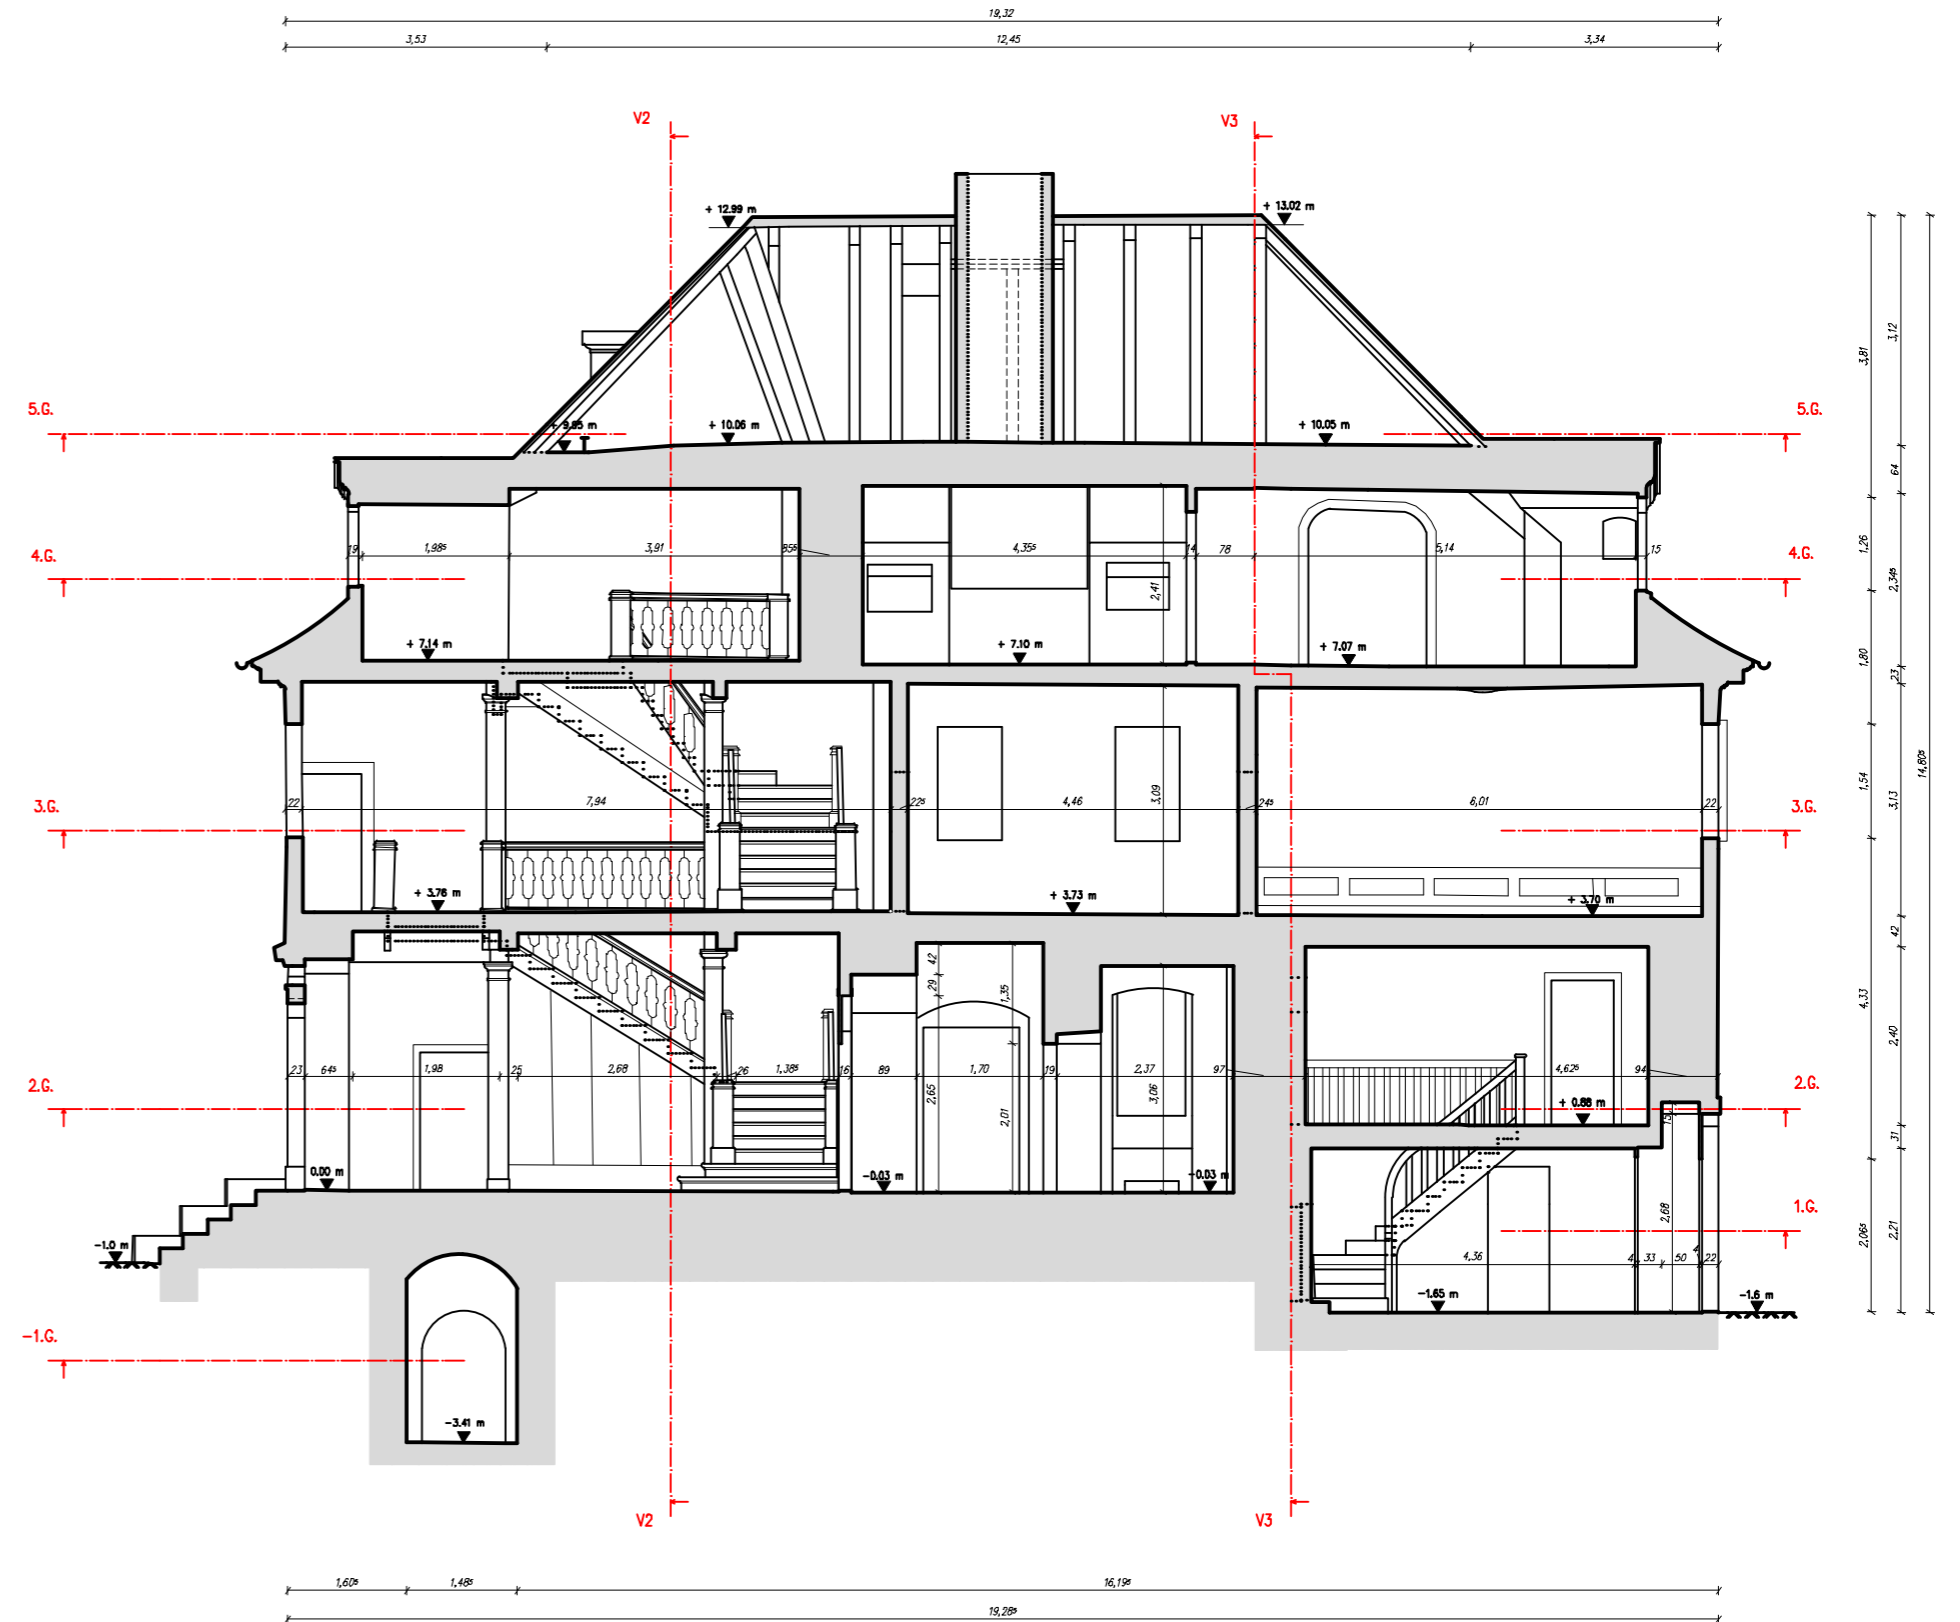 19,32
3,53 12,45 3,34
V2 V3
+ 12.99 m + 13.02 m
3,81 3,12
5.G. 5.G.
+ 9.95 m + 10.06 m + 10.05 m
64
4.G. 19 1,98⁵ 3,91 85⁵ 4,35⁵ 14 78 5,14 15 4.G.
1,26 2,34⁵
2,41
+ 7.14 m + 7.10 m + 7.07 m
1,80 23
14,80⁵
1,54 3,13
3.G. 22 7,94 22⁵ 4,46 3,09 24⁵ 6,01 22 3.G.
+ 3.76 m + 3.73 m + 3.70 m
42
42 29 1,35
4,33 2,40
2.G. 23 64⁵ 1,98 25 2,68 26 1,38⁵ 16 89 1,70 19 2,37 97 4,62⁵ 94 2.G.
2,65 2,01 3,06
+ 0.88 m 15
31
0.00 m -0.03 m -0.03 m
1.G.
2,68
2,06⁵ 2,21
-1.0 m 4,36 4 33 50 4 22
-1.65 m -1.6 m
-1.G.
-3.41 m
V2 V3
1,60⁵ 1,48⁵ 16,19⁵
19,28⁵